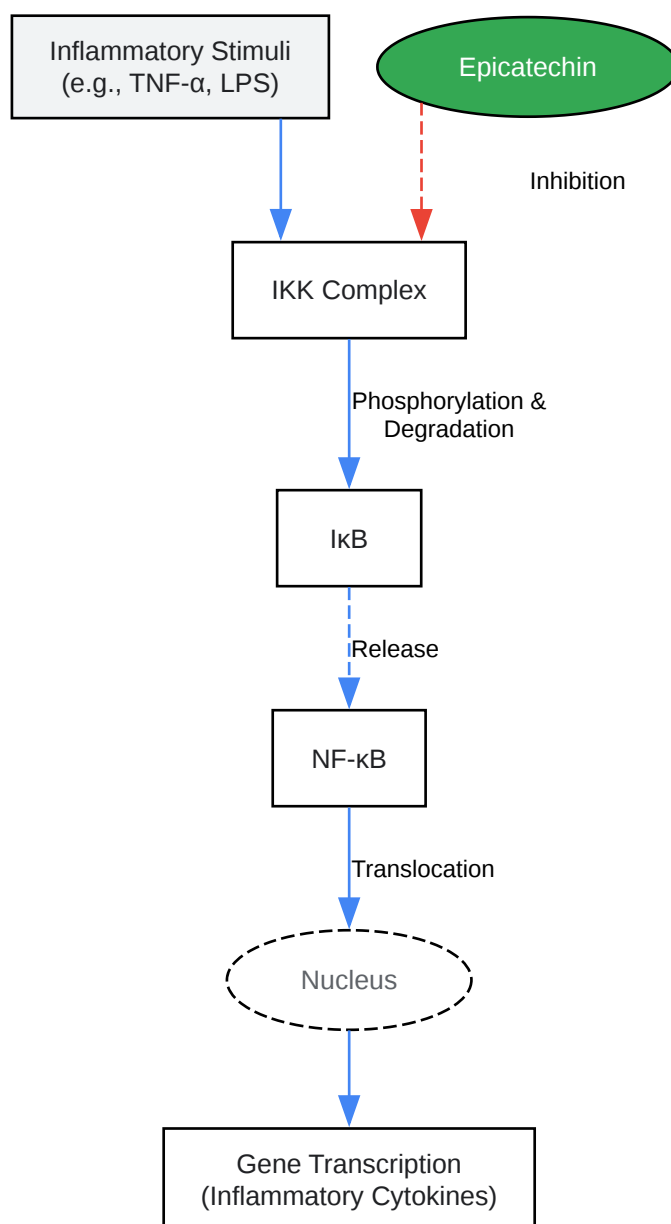 Inflammatory Stimuli
(e.g., TNF-α, LPS)
Epicatechin
Inhibition
IKK Complex
Phosphorylation &
Degradation
IκB
Release
NF-κB
Translocation
Nucleus
Gene Transcription
(Inflammatory Cytokines)